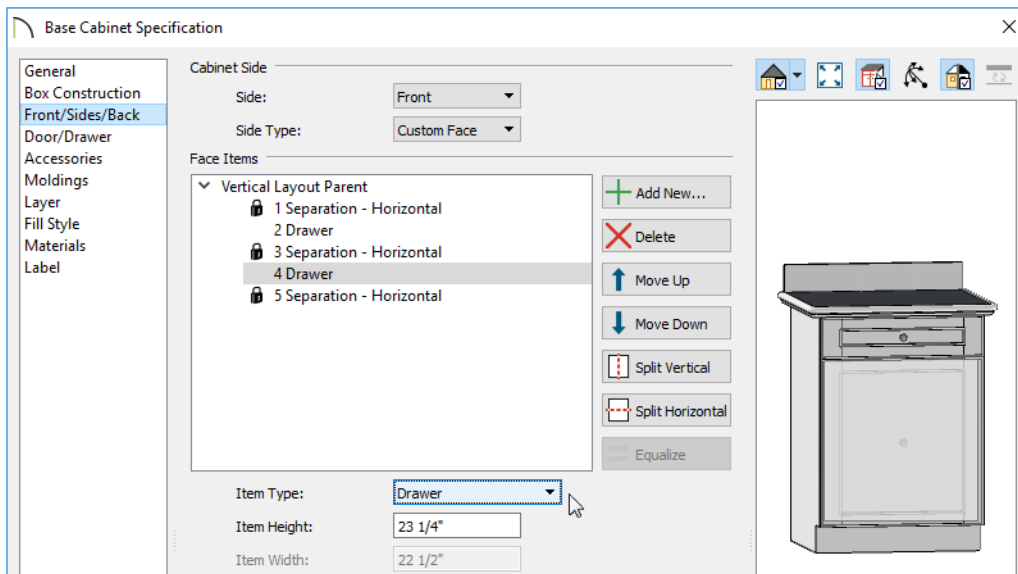 Base Cabinet Specification
General
Box Construction
Front/Sides/Back
Door/Drawer
Accessories
Moldings
Layer
Fill Style
Materials
Label
Cabinet Side
Side: Front
Side Type: Custom Face
Face Items
Vertical Layout Parent
1 Separation - Horizontal
2 Drawer
3 Separation - Horizontal
4 Drawer
5 Separation - Horizontal
Add New...
Delete
Move Up
Move Down
Split Vertical
Split Horizontal
Equalize
Item Type: Drawer
Item Height: 23 1/4"
Item Width: 22 1/2"